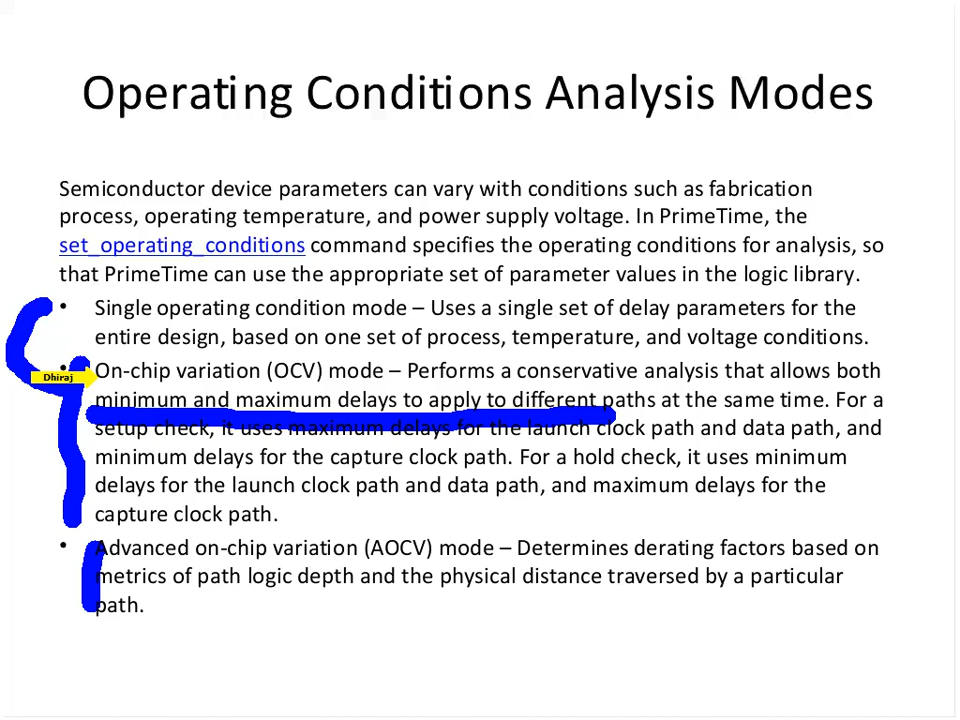 Operating Conditions Analysis Modes
Semiconductor device parameters can vary with conditions such as fabrication
process, operating temperature, and power supply voltage. In PrimeTime, the
set_operating_conditions command specifies the operating conditions for analysis, so
that PrimeTime can use the appropriate set of parameter values in the logic library.
• Single operating condition mode – Uses a single set of delay parameters for the
entire design, based on one set of process, temperature, and voltage conditions.
Dhiraj
• On-chip variation (OCV) mode – Performs a conservative analysis that allows both
minimum and maximum delays to apply to different paths at the same time. For a
setup check, it uses maximum delays for the launch clock path and data path, and
minimum delays for the capture clock path. For a hold check, it uses minimum
delays for the launch clock path and data path, and maximum delays for the
capture clock path.
• Advanced on-chip variation (AOCV) mode – Determines derating factors based on
metrics of path logic depth and the physical distance traversed by a particular
path.